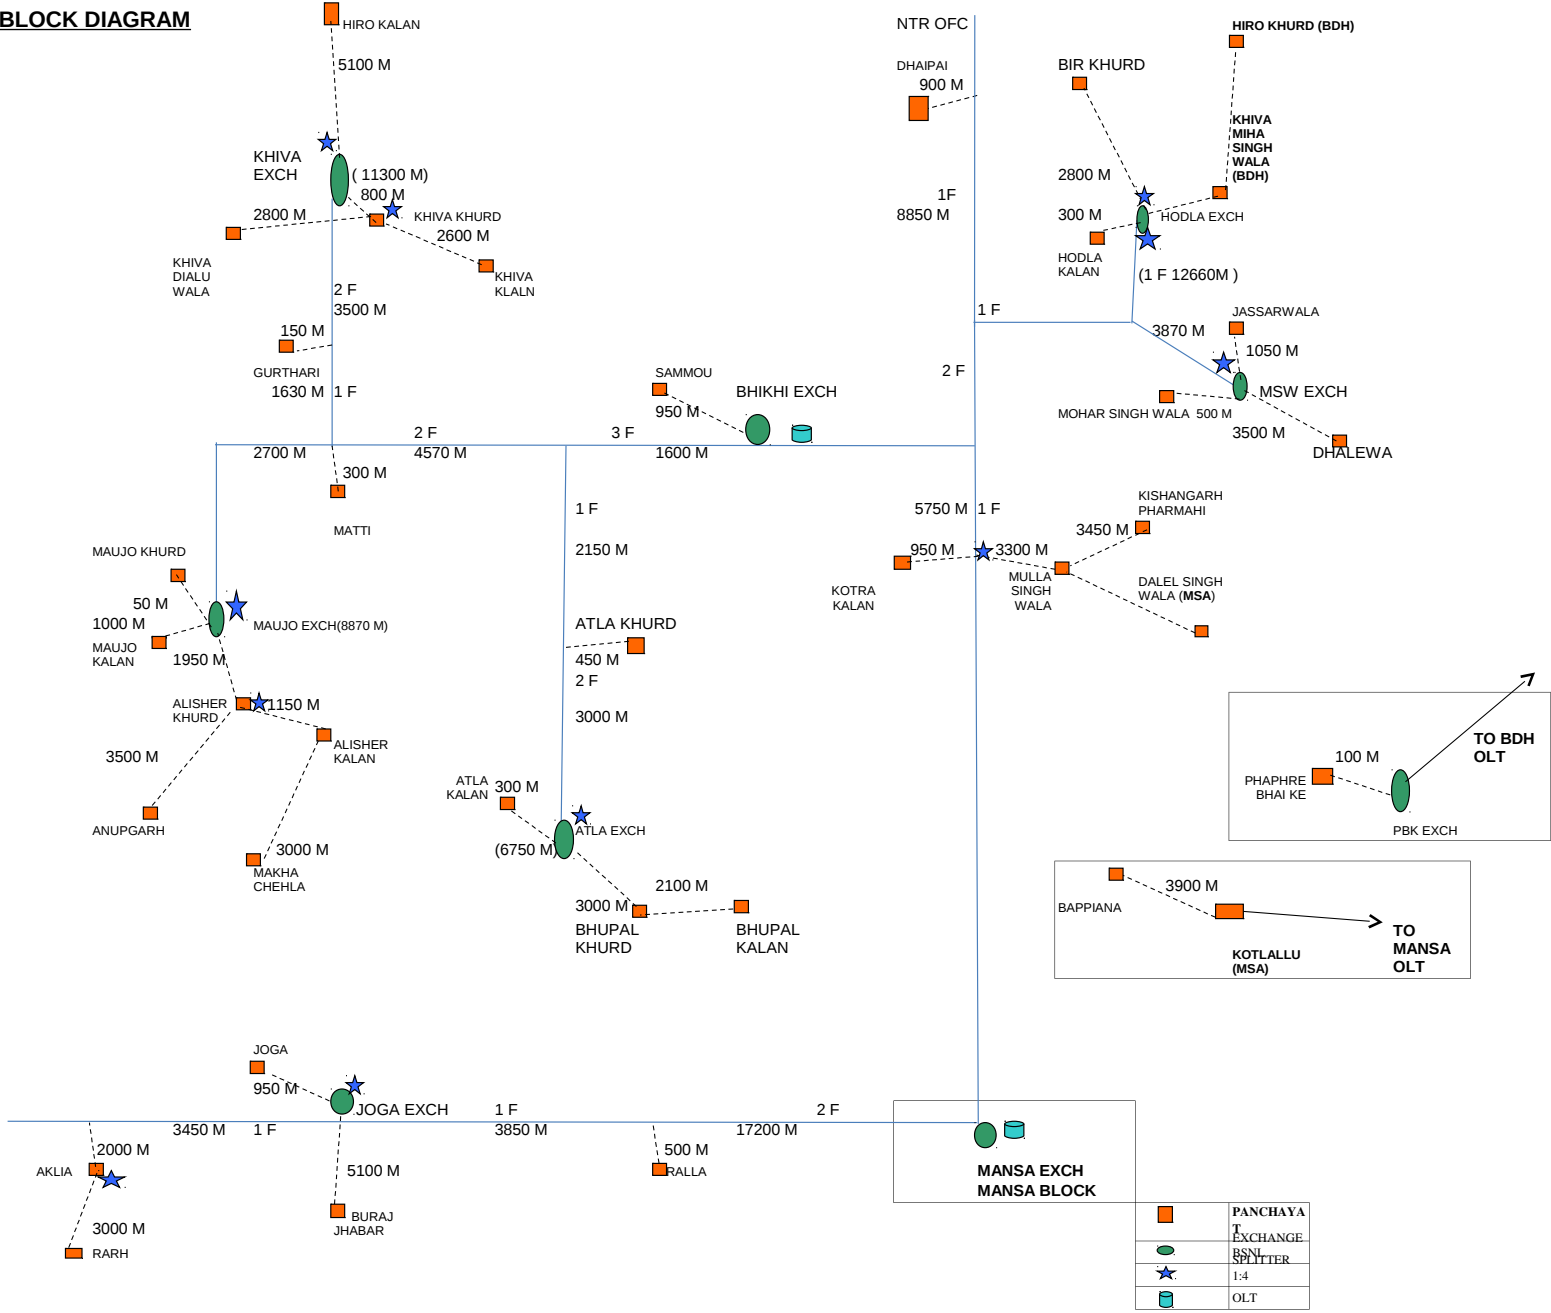 BLOCK DIAGRAM
HIRO KALAN
5100 M
KHIVA
EXCH
( 11300 M)
800 M
2800 M
KHIVA KHURD
2600 M
KHIVA
DIALU
WALA
KHIVA
KLALN
2 F
3500 M
150 M
GURTHARI
1630 M
1 F
2700 M
2 F
4570 M
300 M
MATTI
3 F
1600 M
SAMMOU
950 M
BHIKHI EXCH
NTR OFC
DHAIPAI
900 M
1F
8850 M
2 F
1 F
BIR KHURD
2800 M
300 M
HODLA
KALAN
HODLA EXCH
(1 F 12660M )
HIRO KHURD (BDH)
KHIVA
MIHA
SINGH
WALA
(BDH)
3870 M
JASSARWALA
1050 M
MSW EXCH
MOHAR SINGH WALA
500 M
3500 M
DHALEWA
5750 M
1 F
950 M
3300 M
KOTRA
KALAN
MULLA
SINGH
WALA
3450 M
KISHANGARH
PHARMAHI
DALEL SINGH
WALA (MSA)
MAUJO KHURD
50 M
1000 M
MAUJO
KALAN
MAUJO EXCH(8870 M)
1950 M
ALISHER
KHURD
1150 M
ALISHER
KALAN
3500 M
ANUPGARH
3000 M
MAKHA
CHEHLA
1 F
2150 M
ATLA KHURD
450 M
2 F
3000 M
ATLA
KALAN
300 M
ATLA EXCH
(6750 M)
2100 M
3000 M
BHUPAL
KHURD
BHUPAL
KALAN
TO BDH
OLT
100 M
PHAPHRE
BHAI KE
PBK EXCH
BAPPIANA
3900 M
KOTLALLU
(MSA)
TO
MANSA
OLT
JOGA
950 M
JOGA EXCH
1 F
3850 M
2 F
17200 M
3450 M
1 F
2000 M
AKLIA
3000 M
RARH
5100 M
BURAJ
JHABAR
500 M
RALLA
MANSA EXCH
MANSA BLOCK
PANCHAYA
T
EXCHANGE
BSNL
SPLITTER
1:4
OLT